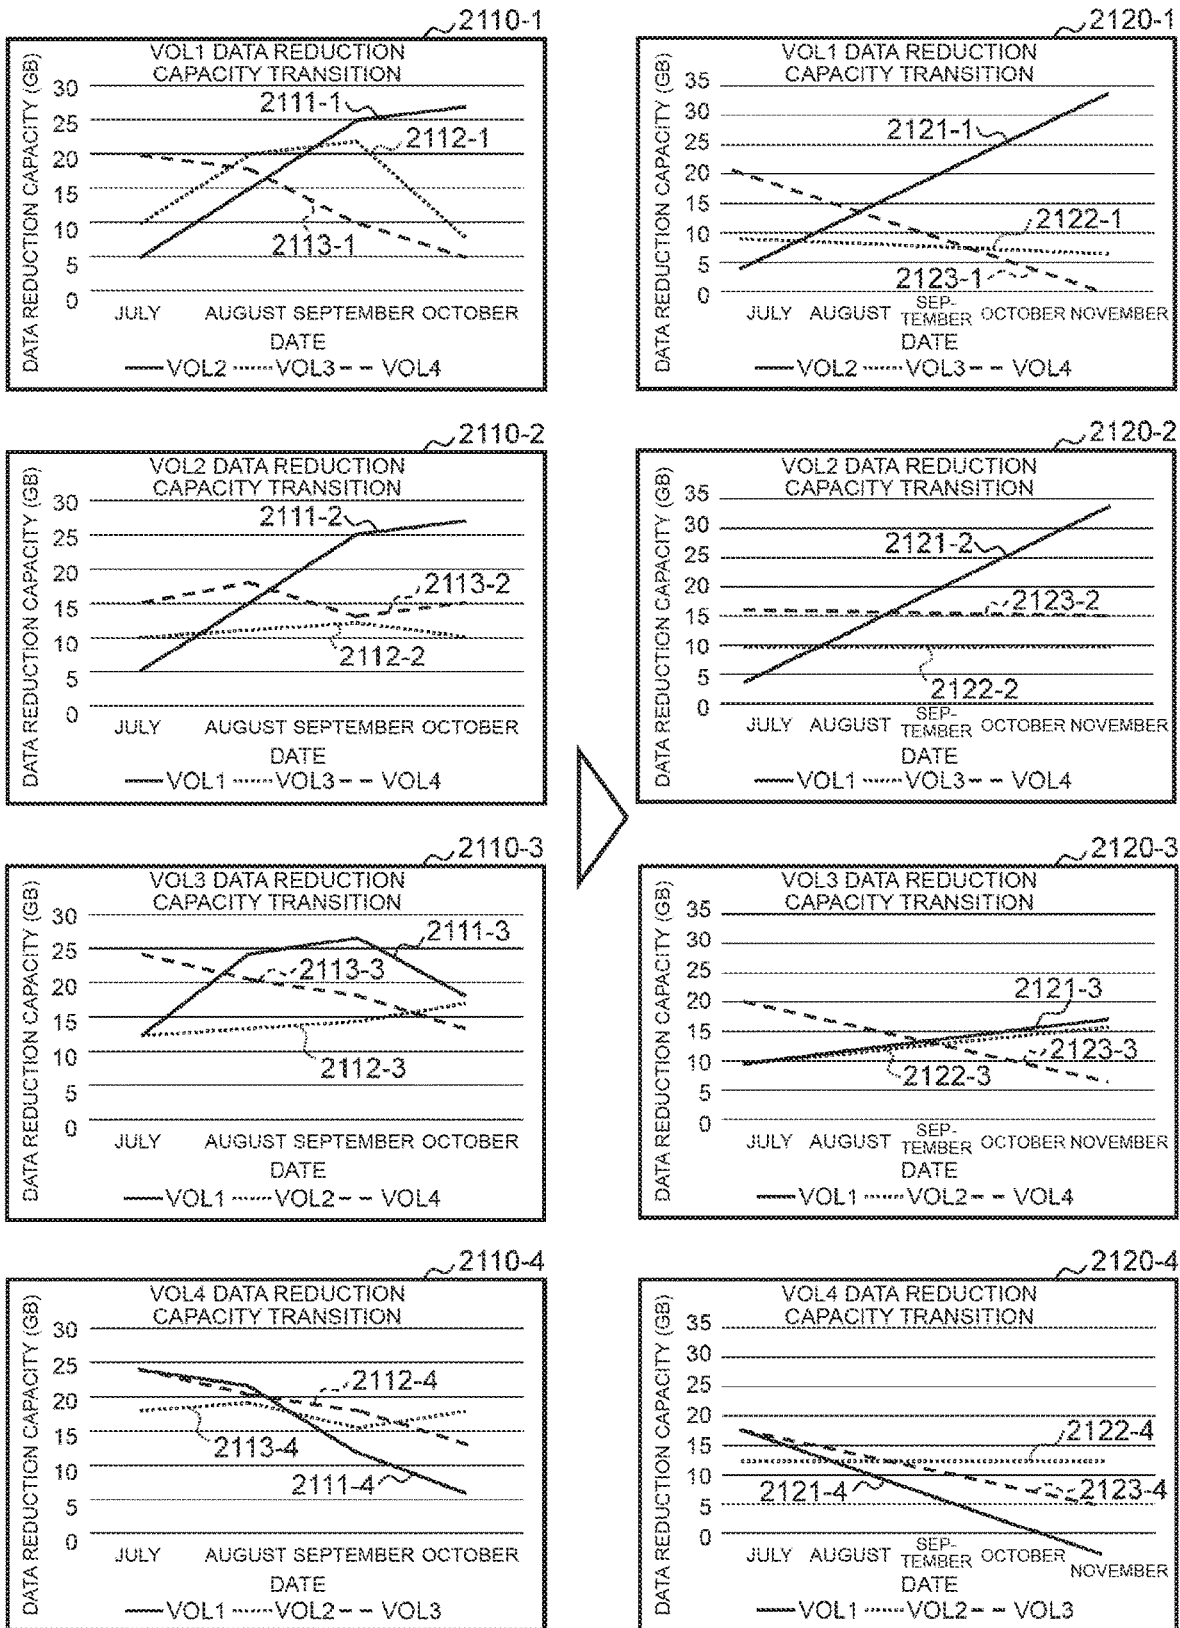 2110-1
VOL1 DATA REDUCTION
CAPACITY TRANSITION
DATA REDUCTION CAPACITY (GB)
30
25
20
15
10
5
0
2111-1
2112-1
2113-1
JULY AUGUST SEPTEMBER OCTOBER
DATE
VOL2 VOL3 VOL4
2120-1
VOL1 DATA REDUCTION
CAPACITY TRANSITION
DATA REDUCTION CAPACITY (GB)
35
30
25
20
15
10
5
0
2121-1
2122-1
2123-1
JULY AUGUST SEP-
TEMBER OCTOBER NOVEMBER
DATE
VOL2 VOL3 VOL4
2110-2
VOL2 DATA REDUCTION
CAPACITY TRANSITION
DATA REDUCTION CAPACITY (GB)
30
25
20
15
10
5
0
2111-2
2113-2
2112-2
JULY AUGUST SEPTEMBER OCTOBER
DATE
VOL1 VOL3 VOL4
2120-2
VOL2 DATA REDUCTION
CAPACITY TRANSITION
DATA REDUCTION CAPACITY (GB)
35
30
25
20
15
10
5
0
2121-2
2123-2
2122-2
JULY AUGUST SEP-
TEMBER OCTOBER NOVEMBER
DATE
VOL1 VOL3 VOL4
2110-3
VOL3 DATA REDUCTION
CAPACITY TRANSITION
DATA REDUCTION CAPACITY (GB)
30
25
20
15
10
5
0
2111-3
2113-3
2112-3
JULY AUGUST SEPTEMBER OCTOBER
DATE
VOL1 VOL2 VOL4
2120-3
VOL3 DATA REDUCTION
CAPACITY TRANSITION
DATA REDUCTION CAPACITY (GB)
35
30
25
20
15
10
5
0
2121-3
2123-3
2122-3
JULY AUGUST SEP-
TEMBER OCTOBER NOVEMBER
DATE
VOL1 VOL2 VOL4
2110-4
VOL4 DATA REDUCTION
CAPACITY TRANSITION
DATA REDUCTION CAPACITY (GB)
30
25
20
15
10
5
0
2112-4
2113-4
2111-4
JULY AUGUST SEPTEMBER OCTOBER
DATE
VOL1 VOL2 VOL3
2120-4
VOL4 DATA REDUCTION
CAPACITY TRANSITION
DATA REDUCTION CAPACITY (GB)
35
30
25
20
15
10
5
0
2122-4
2121-4
2123-4
JULY AUGUST SEP-
TEMBER OCTOBER
NOVEMBER
DATE
VOL1 VOL2 VOL3